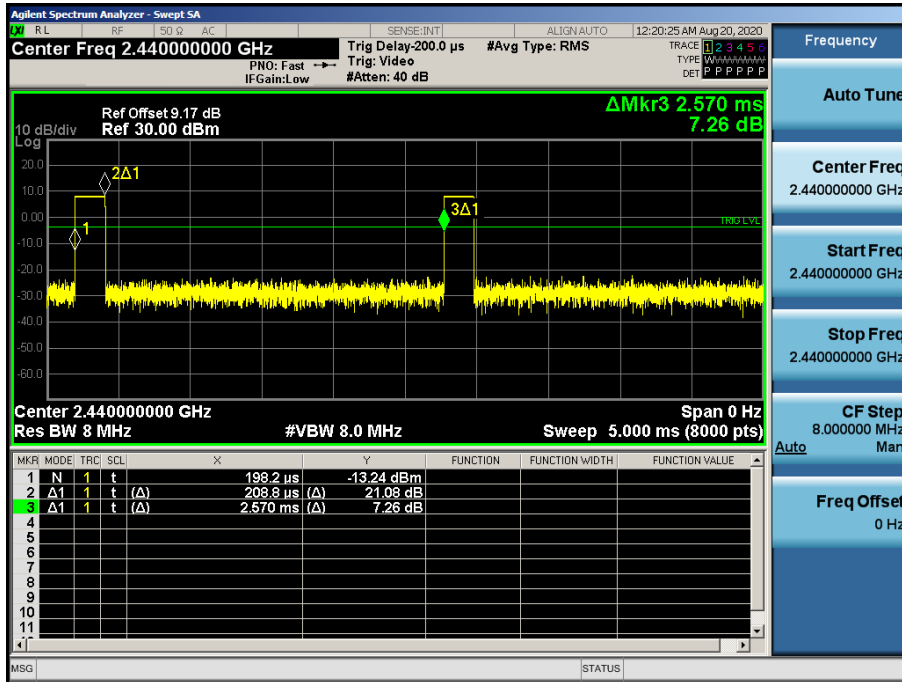 Agilent Spectrum Analyzer - Swept SA
LXI RL RF 50 Ω AC SENSE:INT ALIGN AUTO 12:20:25 AM Aug 20, 2020
Center Freq 2.440000000 GHz
PNO: Fast
IFGain:Low
Trig Delay-200.0 µs
Trig: Video
#Atten: 40 dB
#Avg Type: RMS
TRACE 1 2 3 4 5 6
TYPE WWWWWW
DET P P P P P P
ΔMkr3 2.570 ms
7.26 dB
Ref Offset 9.17 dB
10 dB/div Ref 30.00 dBm
Log
20.0
10.0
0.00
-10.0
-20.0
-30.0
-40.0
-50.0
-60.0
2Δ1
1
3Δ1
TRIG LVL
Center 2.440000000 GHz Span 0 Hz
Res BW 8 MHz #VBW 8.0 MHz Sweep 5.000 ms (8000 pts)
MKR MODE TRC SCL X Y FUNCTION FUNCTION WIDTH FUNCTION VALUE
1 N 1 t 198.2 µs -13.24 dBm
2 Δ1 1 t (Δ) 208.8 µs (Δ) 21.08 dB
3 Δ1 1 t (Δ) 2.570 ms (Δ) 7.26 dB
4
5
6
7
8
9
10
11
MSG STATUS
Frequency
Auto Tune
Center Freq
2.440000000 GHz
Start Freq
2.440000000 GHz
Stop Freq
2.440000000 GHz
CF Step
8.000000 MHz
Auto Man
Freq Offset
0 Hz